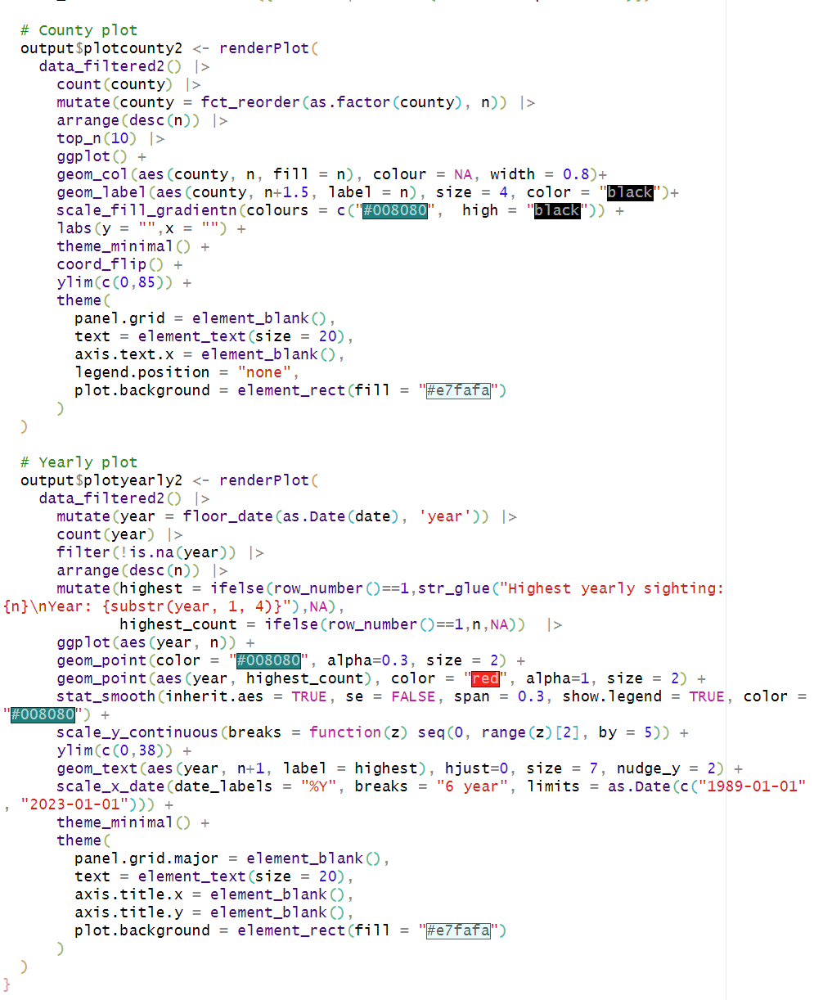 # County plot
output$plotcounty2 <- renderPlot(
data_filtered2() |>
count(county) |>
mutate(county = fct_reorder(as.factor(county), n)) |>
arrange(desc(n)) |>
top_n(10) |>
ggplot() +
geom_col(aes(county, n, fill = n), colour = NA, width = 0.8)+
geom_label(aes(county, n+1.5, label = n), size = 4, color = "black")+
scale_fill_gradientn(colours = c("#008080",  high = "black")) +
labs(y = "",x = "") +
theme_minimal() +
coord_flip() +
ylim(c(0,85)) +
theme(
panel.grid = element_blank(),
text = element_text(size = 20),
axis.text.x = element_blank(),
legend.position = "none",
plot.background = element_rect(fill = "#e7fafa")
)
)
# Yearly plot
output$plotyearly2 <- renderPlot(
data_filtered2() |>
mutate(year = floor_date(as.Date(date), 'year')) |>
count(year) |>
filter(!is.na(year)) |>
arrange(desc(n)) |>
mutate(highest = ifelse(row_number()==1,str_glue("Highest yearly sighting:
{n}\nYear: {substr(year, 1, 4)}"),NA),
highest_count = ifelse(row_number()==1,n,NA))  |>
ggplot(aes(year, n)) +
geom_point(color = "#008080", alpha=0.3, size = 2) +
geom_point(aes(year, highest_count), color = "red", alpha=1, size = 2) +
stat_smooth(inherit.aes = TRUE, se = FALSE, span = 0.3, show.legend = TRUE, color =
"#008080") +
scale_y_continuous(breaks = function(z) seq(0, range(z)[2], by = 5)) +
ylim(c(0,38)) +
geom_text(aes(year, n+1, label = highest), hjust=0, size = 7, nudge_y = 2) +
scale_x_date(date_labels = "%Y", breaks = "6 year", limits = as.Date(c("1989-01-01"
, "2023-01-01"))) +
theme_minimal() +
theme(
panel.grid.major = element_blank(),
text = element_text(size = 20),
axis.title.x = element_blank(),
axis.title.y = element_blank(),
plot.background = element_rect(fill = "#e7fafa")
)
)
}